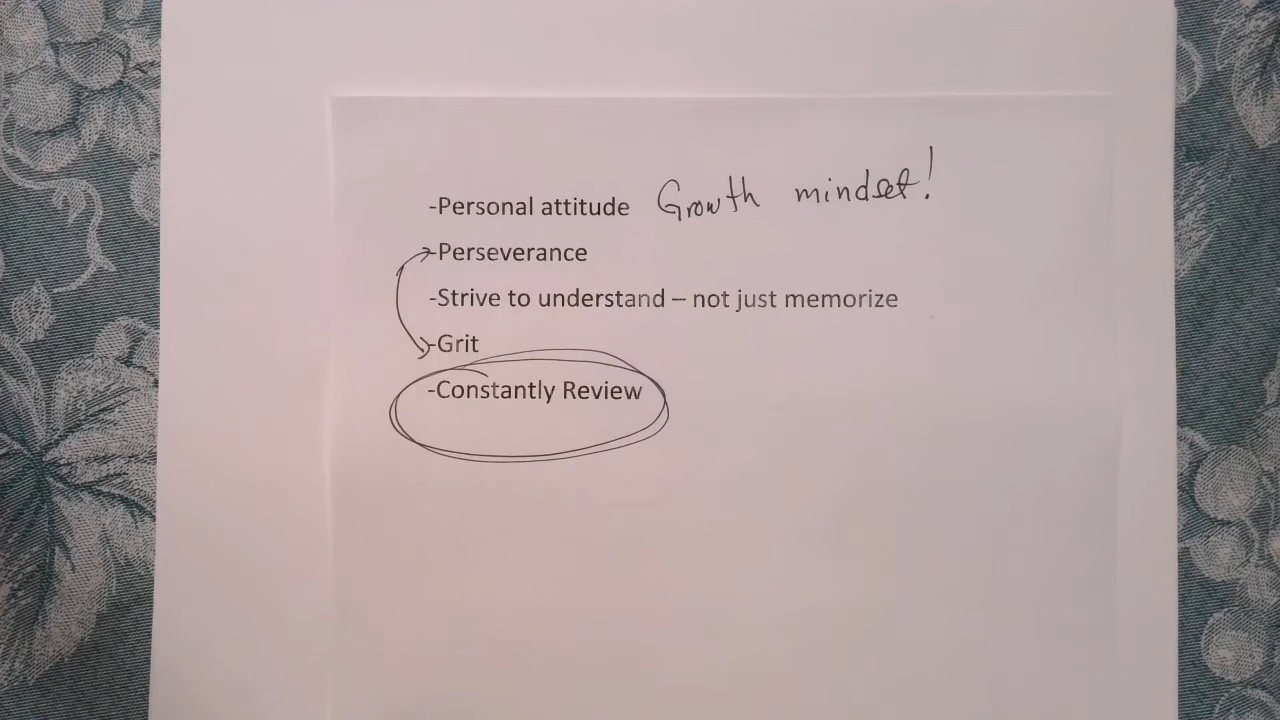 -Personal attitude Growth mindset!
-Perseverance
-Strive to understand – not just memorize
-Grit
-Constantly Review